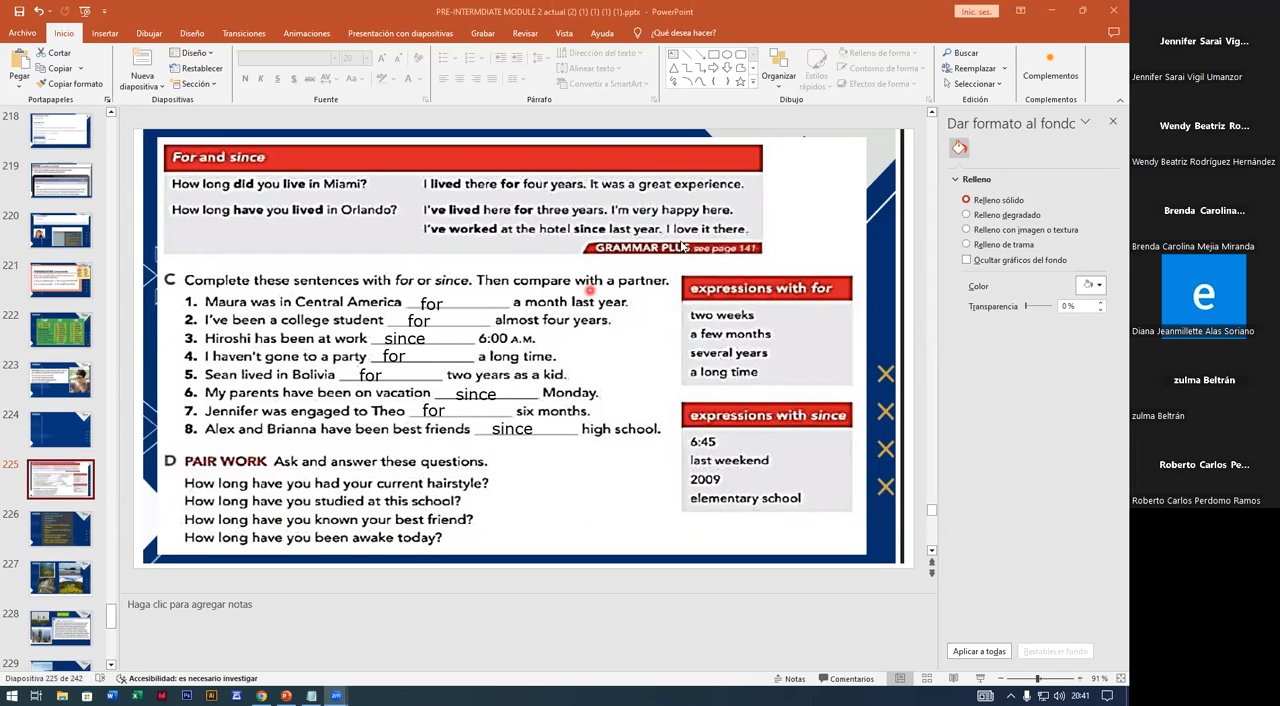 PRE-INTERMDIATE MODULE 2 actual (2) (1) (1) (1).pptx - PowerPoint
Inic. ses.
Archivo Inicio Insertar Dibujar Diseño Transiciones Animaciones Presentación con diapositivas Grabar Revisar Vista Ayuda ¿Qué desea hacer?
Pegar
Cortar
Copiar
Copiar formato
Portapapeles
Nueva diapositiva
Diseño
Restablecer
Sección
Diapositivas
20
N K S S abc AV Aa
Fuente
Dirección del texto
Alinear texto
Convertir a SmartArt
Párrafo
Organizar
Estilos rápidos
Relleno de forma
Contorno de forma
Efectos de forma
Dibujo
Buscar
Reemplazar
Seleccionar
Edición
Complementos
Complementos
218
219
220
221
222
223
224
225
226
227
228
229
For and since
How long did you live in Miami? I lived there for four years. It was a great experience.
How long have you lived in Orlando? I've lived here for three years. I'm very happy here.
I've worked at the hotel since last year. I love it there.
GRAMMAR PLUS see page 141
C Complete these sentences with for or since. Then compare with a partner.
1. Maura was in Central America for a month last year.
2. I've been a college student for almost four years.
3. Hiroshi has been at work since 6:00 A.M.
4. I haven't gone to a party for a long time.
5. Sean lived in Bolivia for two years as a kid.
6. My parents have been on vacation since Monday.
7. Jennifer was engaged to Theo for six months.
8. Alex and Brianna have been best friends since high school.
expressions with for
two weeks
a few months
several years
a long time
expressions with since
6:45
last weekend
2009
elementary school
D PAIR WORK Ask and answer these questions.
How long have you had your current hairstyle?
How long have you studied at this school?
How long have you known your best friend?
How long have you been awake today?
Haga clic para agregar notas
Dar formato al fondo
Relleno
Relleno sólido
Relleno degradado
Relleno con imagen o textura
Relleno de trama
Ocultar gráficos del fondo
Color
Transparencia 0 %
Aplicar a todas Restablecer fondo
Jennifer Sarai Vig...
Jennifer Sarai Vigil Umanzor
Wendy Beatriz Ro...
Wendy Beatriz Rodríguez Hernández
Brenda Carolina...
Brenda Carolina Mejia Miranda
e
Diana Jeanmillette Alas Soriano
zulma Beltrán
zulma Beltrán
Roberto Carlos Pe...
Roberto Carlos Perdomo Ramos
Diapositiva 225 de 242 Accesibilidad: es necesario investigar Notas Comentarios 91 %
20:41